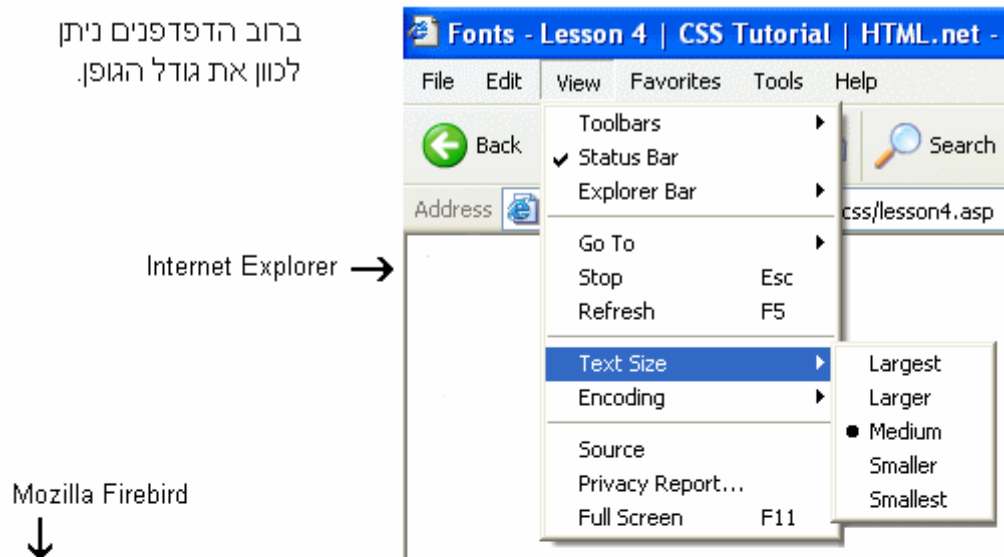 ברוב הדפדפנים ניתן
לכוון את גודל הגופן.
Fonts - Lesson 4 | CSS Tutorial | HTML.net -
File Edit View Favorites Tools Help
Back Search
Toolbars
Status Bar
Explorer Bar
Address css/lesson4.asp
Go To
Internet Explorer
Stop Esc
Refresh F5
Text Size
Encoding
Source
Privacy Report...
Full Screen F11
Largest
Larger
Medium
Smaller
Smallest
Mozilla Firebird